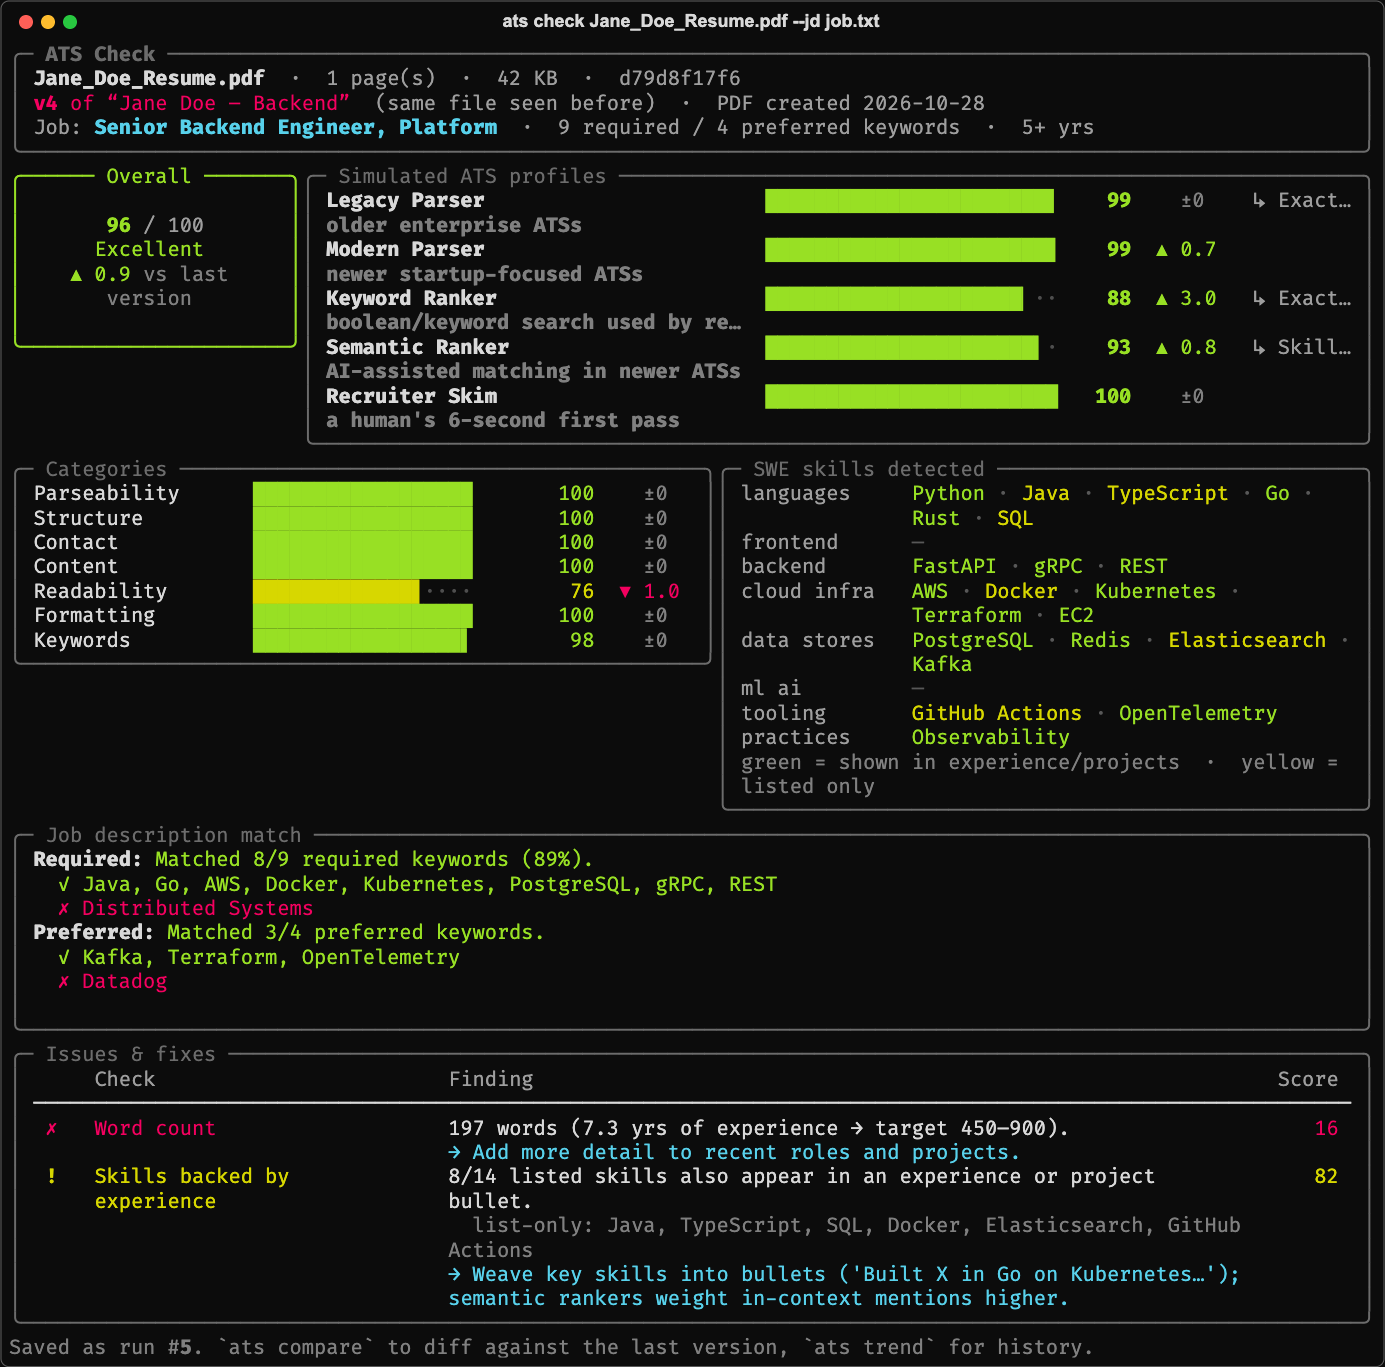 ats check Jane_Doe_Resume.pdf --jd job.txt
ATS Check
Jane_Doe_Resume.pdf · 1 page(s) · 42 KB · d79d8f17f6
v4 of “Jane Doe — Backend” (same file seen before) · PDF created 2026-10-28
Job: Senior Backend Engineer, Platform · 9 required / 4 preferred keywords · 5+ yrs
Overall
96 / 100
Excellent
▲ 0.9 vs last
version
Simulated ATS profiles
Legacy Parser 99 ±0 ↳ Exact…
older enterprise ATSs
Modern Parser 99 ▲ 0.7
newer startup-focused ATSs
Keyword Ranker 88 ▲ 3.0 ↳ Exact…
boolean/keyword search used by re…
Semantic Ranker 93 ▲ 0.8 ↳ Skill…
AI-assisted matching in newer ATSs
Recruiter Skim 100 ±0
a human's 6-second first pass
Categories
Parseability 100 ±0
Structure 100 ±0
Contact 100 ±0
Content 100 ±0
Readability 76 ▼ 1.0
Formatting 100 ±0
Keywords 98 ±0
SWE skills detected
languages Python · Java · TypeScript · Go ·
Rust · SQL
frontend —
backend FastAPI · gRPC · REST
cloud infra AWS · Docker · Kubernetes ·
Terraform · EC2
data stores PostgreSQL · Redis · Elasticsearch ·
Kafka
ml ai —
tooling GitHub Actions · OpenTelemetry
practices Observability
green = shown in experience/projects · yellow =
listed only
Job description match
Required: Matched 8/9 required keywords (89%).
✓ Java, Go, AWS, Docker, Kubernetes, PostgreSQL, gRPC, REST
✗ Distributed Systems
Preferred: Matched 3/4 preferred keywords.
✓ Kafka, Terraform, OpenTelemetry
✗ Datadog
Issues & fixes
Check Finding Score
✗ Word count 197 words (7.3 yrs of experience → target 450–900). 16
→ Add more detail to recent roles and projects.
! Skills backed by 8/14 listed skills also appear in an experience or project 82
experience bullet.
list-only: Java, TypeScript, SQL, Docker, Elasticsearch, GitHub
Actions
→ Weave key skills into bullets ('Built X in Go on Kubernetes…');
semantic rankers weight in-context mentions higher.
Saved as run #5. `ats compare` to diff against the last version, `ats trend` for history.